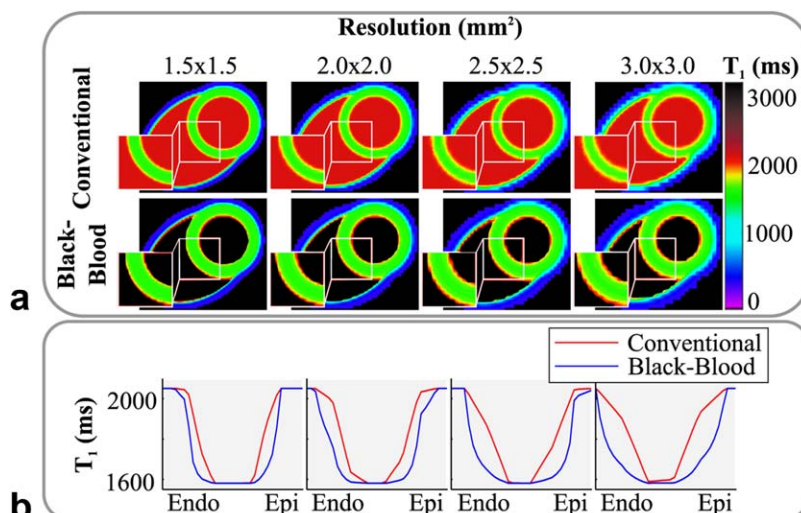 Resolution (mm²)
1.5x1.5 2.0x2.0 2.5x2.5 3.0x3.0 T₁ (ms)
Conventional
Black-
Blood
3000
2000
1000
0
a
Conventional
Black-Blood
T₁ (ms)
2000
1600
Endo Epi Endo Epi Endo Epi Endo Epi
b